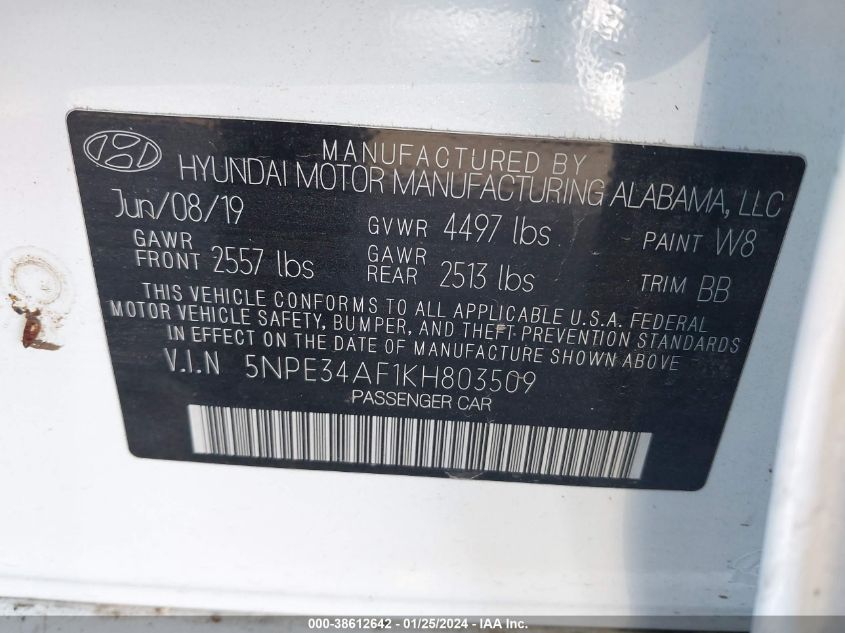 MANUFACTURED BY
HYUNDAI MOTOR MANUFACTURING ALABAMA, LLC
Jun/08/19 GVWR 4497 lbs PAINT W8
GAWR FRONT 2557 lbs GAWR REAR 2513 lbs TRIM BB
THIS VEHICLE CONFORMS TO ALL APPLICABLE U.S.A. FEDERAL
MOTOR VEHICLE SAFETY, BUMPER, AND THEFT PREVENTION STANDARDS
IN EFFECT ON THE DATE OF MANUFACTURE SHOWN ABOVE
V.I.N 5NPE34AF1KH803509
PASSENGER CAR
000-38612642 - 01/25/2024 - IAA Inc.